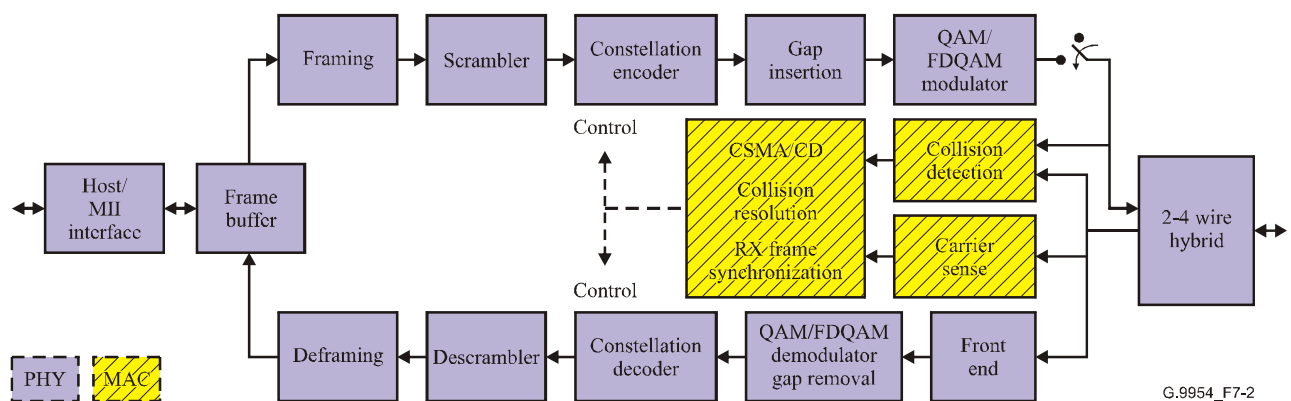 Framing
Scrambler
Constellation
encoder
Gap
insertion
QAM/
FDQAM
modulator
Control
CSMA/CD
Collision
resolution
RX frame
synchronization
Collision
detection
Carrier
sense
Host/
MII
interface
Frame
buffer
2-4 wire
hybrid
Control
Deframing
Descrambler
Constellation
decoder
QAM/FDQAM
demodulator
gap removal
Front
end
PHY
MAC
G.9954_F7-2